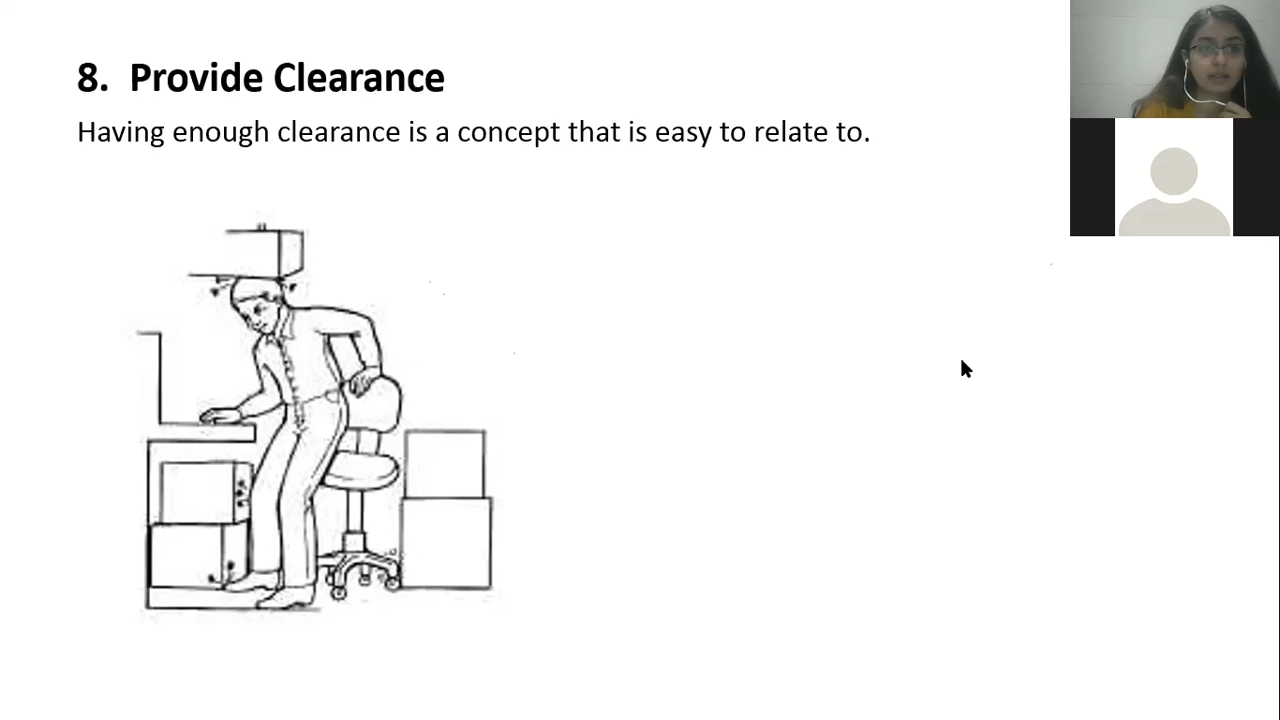 8. Provide Clearance
Having enough clearance is a concept that is easy to relate to.